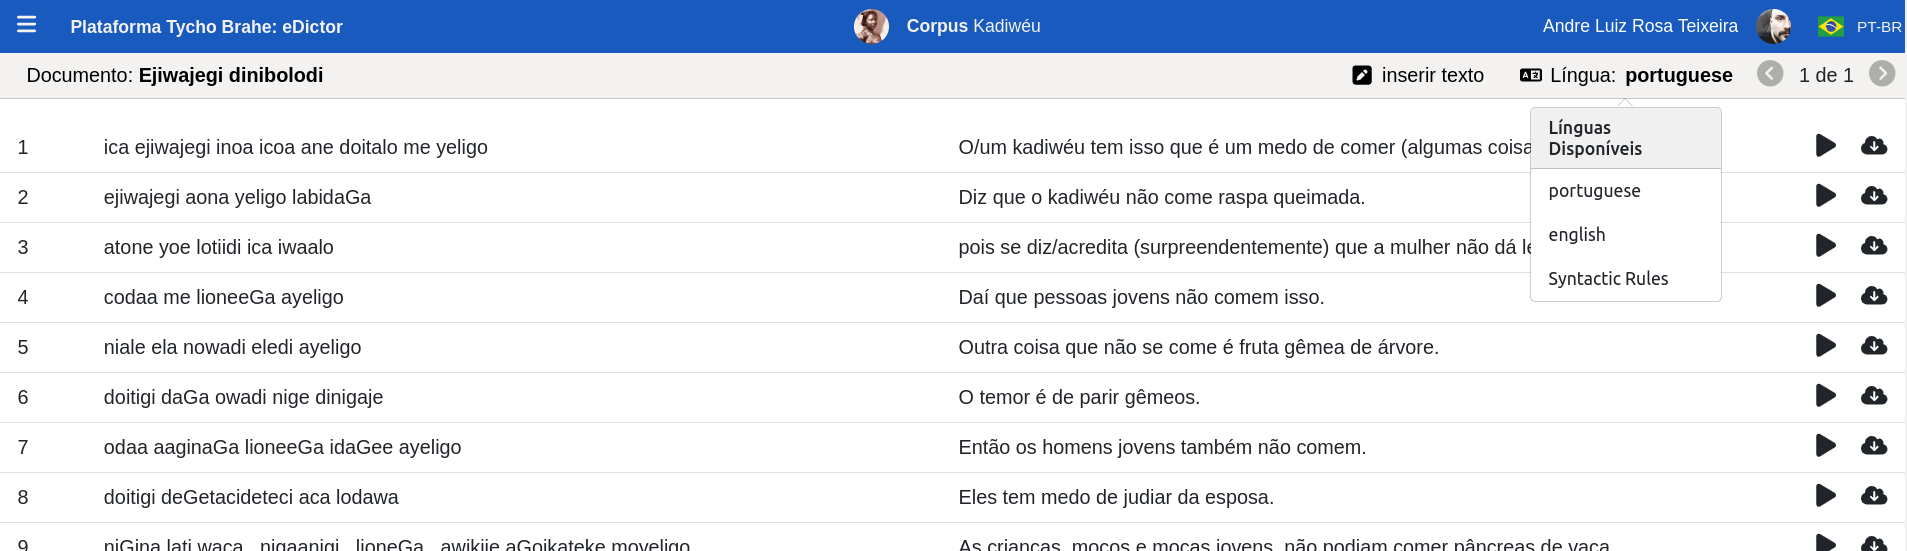 Plataforma Tycho Brahe: eDictor
Corpus Kadiwéu
Andre Luiz Rosa Teixeira
PT-BR
Documento: Ejiwajegi dinibolodi
inserir texto
Língua: portuguese
1 de 1
Línguas
Disponíveis
portuguese
english
Syntactic Rules
1 ica ejiwajegi inoa icoa ane doitalo me yeligo O/um kadiwéu tem isso que é um medo de comer (algumas coisa
2 ejiwajegi aona yeligo labidaGa Diz que o kadiwéu não come raspa queimada.
3 atone yoe lotiidi ica iwaalo pois se diz/acredita (surpreendentemente) que a mulher não dá
4 codaa me lioneeGa ayeligo Daí que pessoas jovens não comem isso.
5 niale ela nowadi eledi ayeligo Outra coisa que não se come é fruta gêmea de árvore.
6 doitigi daGa owadi nige dinigaje O temor é de parir gêmeos.
7 odaa aaginaGa lioneeGa idaGee ayeligo Então os homens jovens também não comem.
8 doitigi deGetacideteci aca lodawa Eles tem medo de judiar da esposa.
9 niGina lati waca, nigaanigi, lioneGa, awikije aGoikateke moyeligo As crianças, moços e moças jovens, não podiam comer pâncreas de vaca